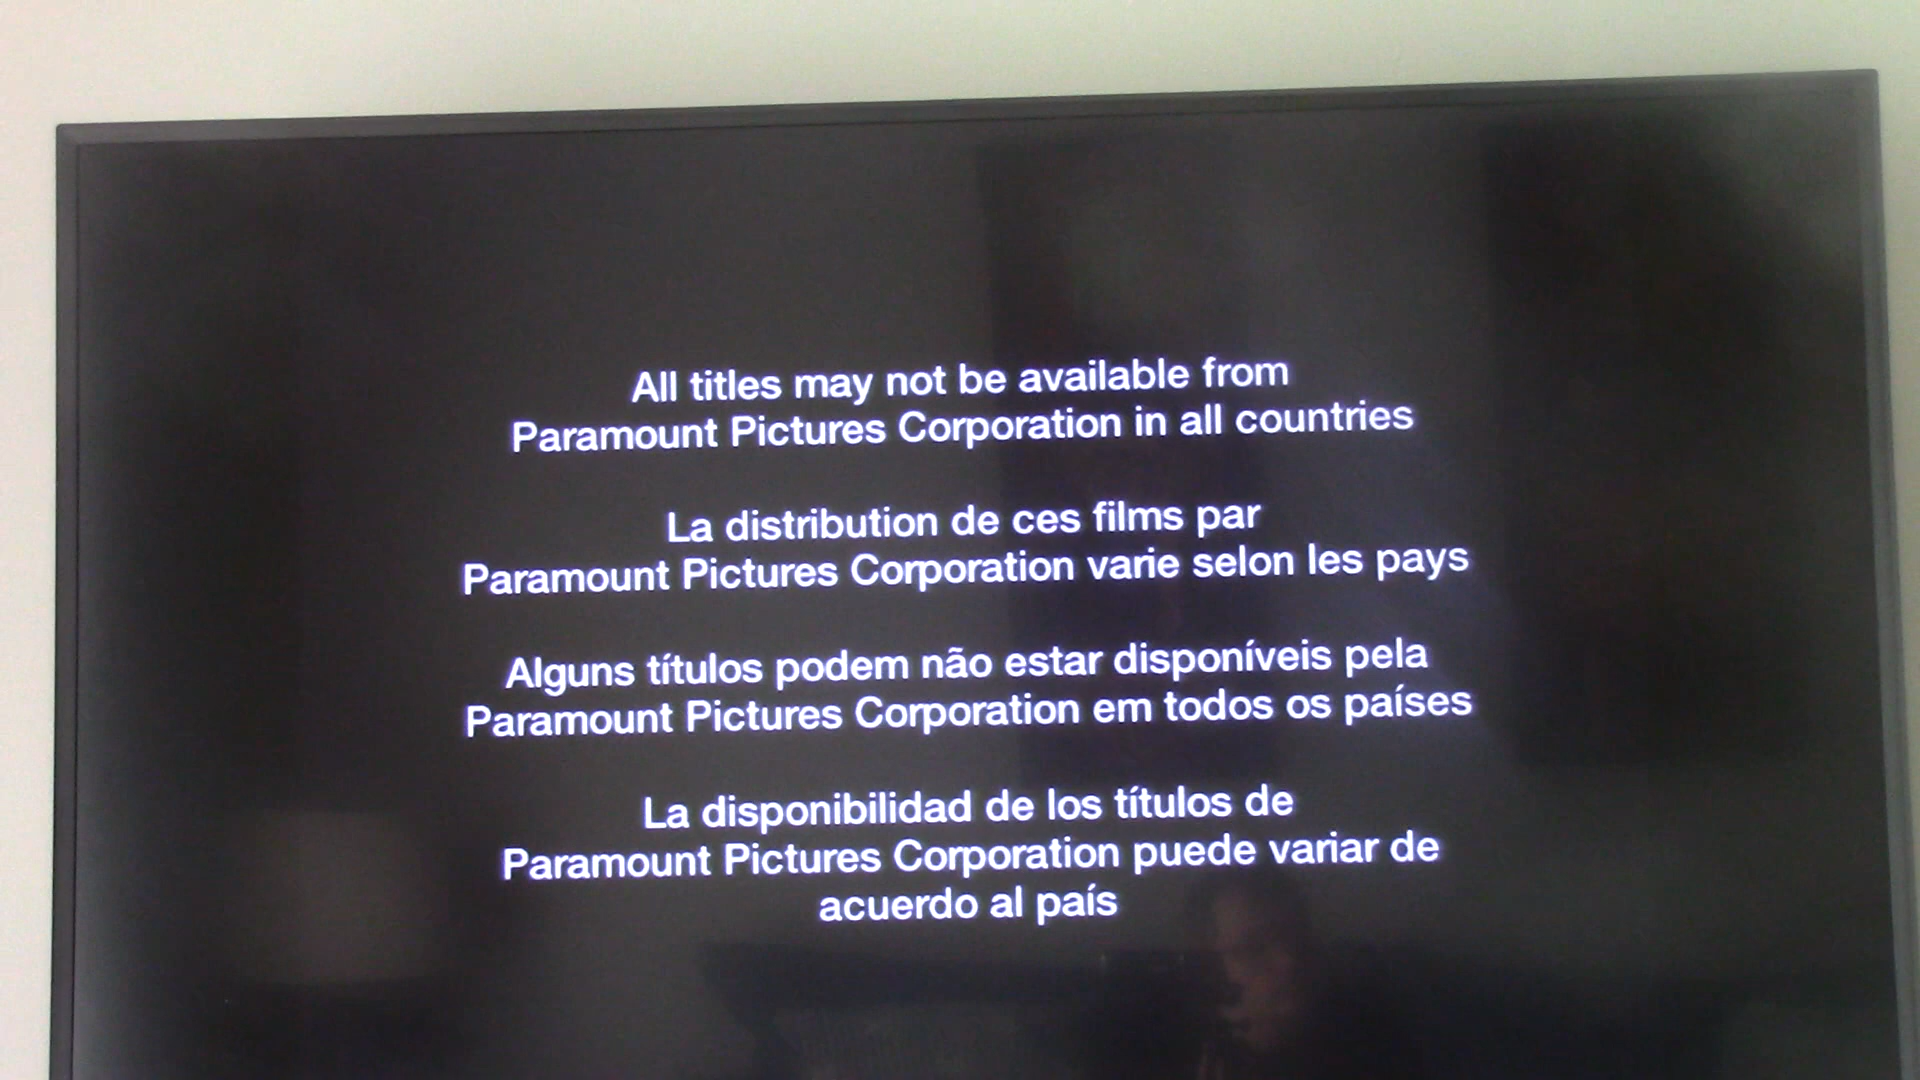 All titles may not be available from
Paramount Pictures Corporation in all countries
La distribution de ces films par
Paramount Pictures Corporation varie selon les pays
Alguns títulos podem não estar disponíveis pela
Paramount Pictures Corporation em todos os países
La disponibilidad de los títulos de
Paramount Pictures Corporation puede variar de
acuerdo al país